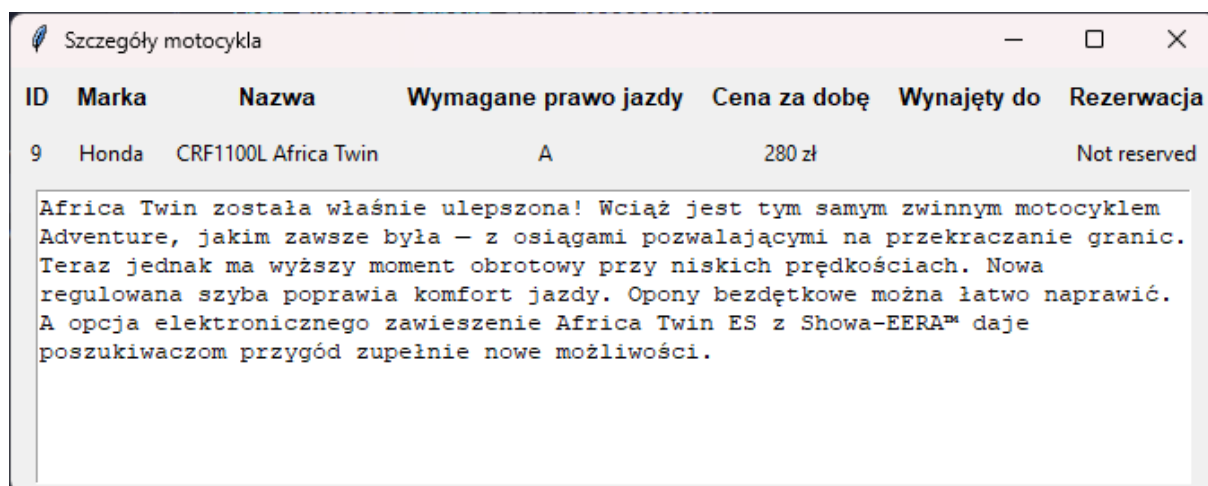 Szczegóły motocykla
ID Marka Nazwa Wymagane prawo jazdy Cena za dobę Wynajęty do Rezerwacja
9 Honda CRF1100L Africa Twin A 280 zł Not reserved
Africa Twin została właśnie ulepszona! Wciąż jest tym samym zwinnym motocyklem
Adventure, jakim zawsze była — z osiągami pozwalającymi na przekraczanie granic.
Teraz jednak ma wyższy moment obrotowy przy niskich prędkościach. Nowa
regulowana szyba poprawia komfort jazdy. Opony bezdętkowe można łatwo naprawić.
A opcja elektronicznego zawieszenie Africa Twin ES z Showa-EERA™ daje
poszukiwaczom przygód zupełnie nowe możliwości.